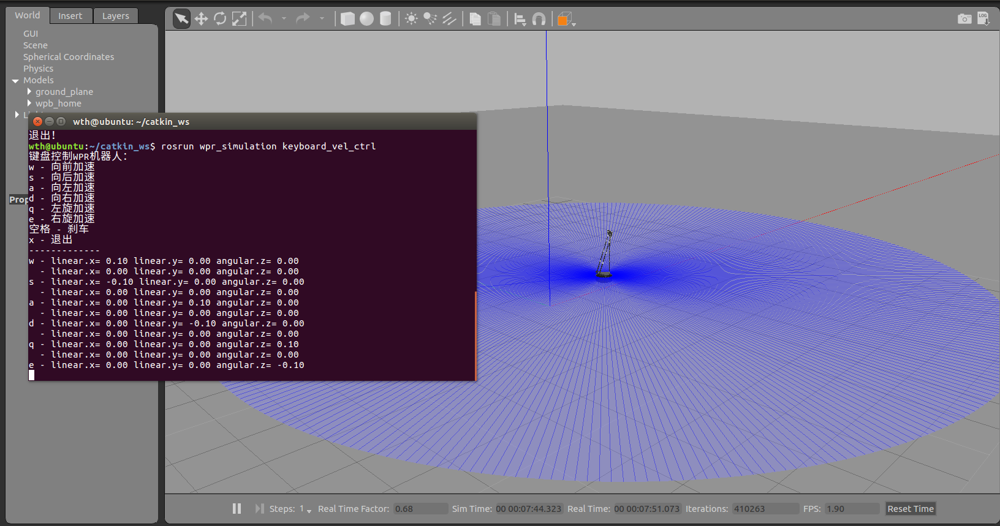 World Insert Layers
LOG
GUI
Scene
Spherical Coordinates
Physics
Models
ground_plane
wpb_home
Prop
wth@ubuntu: ~/catkin_ws
退出!
wth@ubuntu:~/catkin_ws$ rosrun wpr_simulation keyboard_vel_ctrl
键盘控制WPR机器人:
w - 向前加速
s - 向后加速
a - 向左加速
d - 向右加速
q - 左旋加速
e - 右旋加速
空格 - 刹车
x - 退出
-------------
w - linear.x= 0.10 linear.y= 0.00 angular.z= 0.00
- linear.x= 0.00 linear.y= 0.00 angular.z= 0.00
s - linear.x= -0.10 linear.y= 0.00 angular.z= 0.00
- linear.x= 0.00 linear.y= 0.00 angular.z= 0.00
a - linear.x= 0.00 linear.y= 0.10 angular.z= 0.00
- linear.x= 0.00 linear.y= 0.00 angular.z= 0.00
d - linear.x= 0.00 linear.y= -0.10 angular.z= 0.00
- linear.x= 0.00 linear.y= 0.00 angular.z= 0.00
q - linear.x= 0.00 linear.y= 0.00 angular.z= 0.10
- linear.x= 0.00 linear.y= 0.00 angular.z= 0.00
e - linear.x= 0.00 linear.y= 0.00 angular.z= -0.10
Steps: 1 Real Time Factor: 0.68 Sim Time: 00 00:07:44.323 Real Time: 00 00:07:51.073 Iterations: 410263 FPS: 1.90 Reset Time